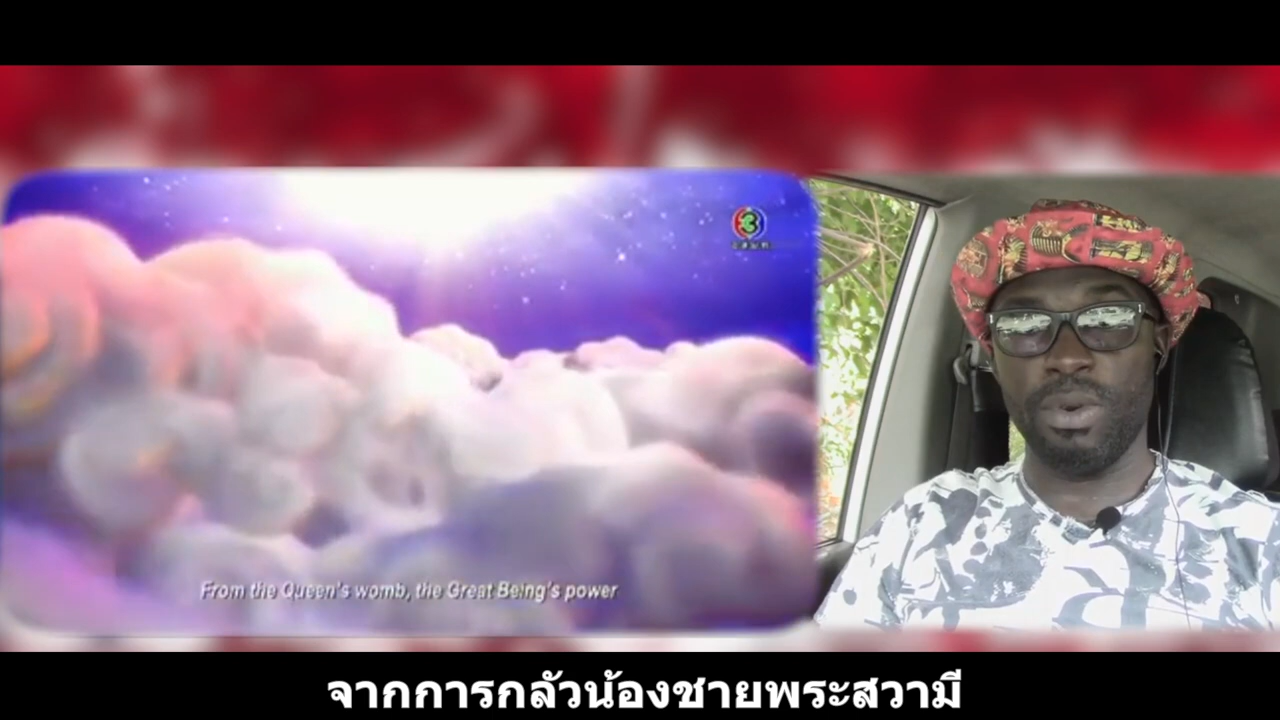 From the Queen's womb, the Great Being's power
จากการกลัวน้องชายพระสวามี